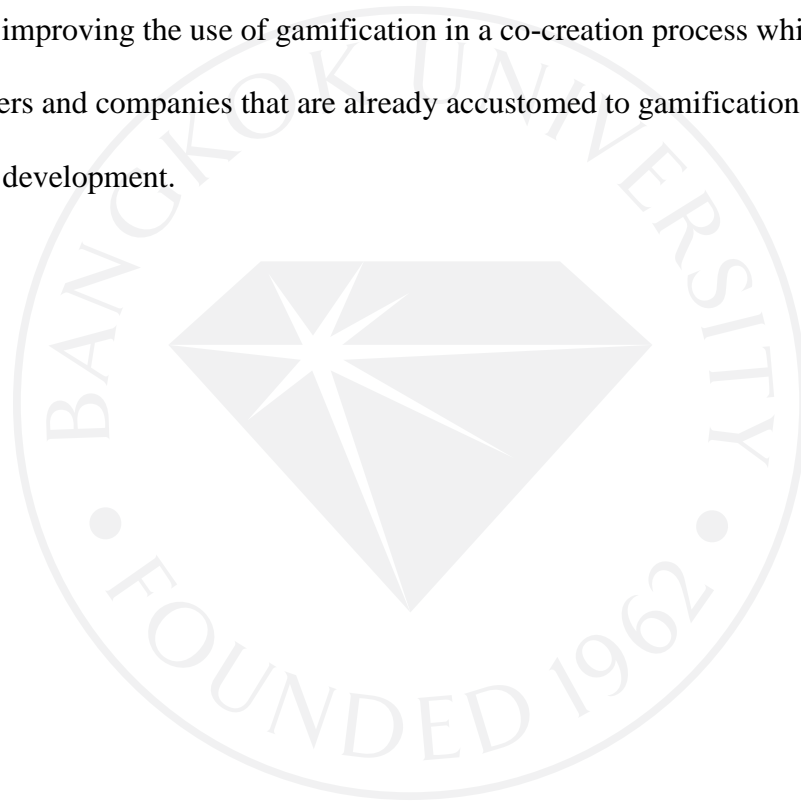 improving the use of gamification in a co-creation process whi
ers and companies that are already accustomed to gamification
development.
BANGKOK UNIVERSITY
FOUNDED 1962